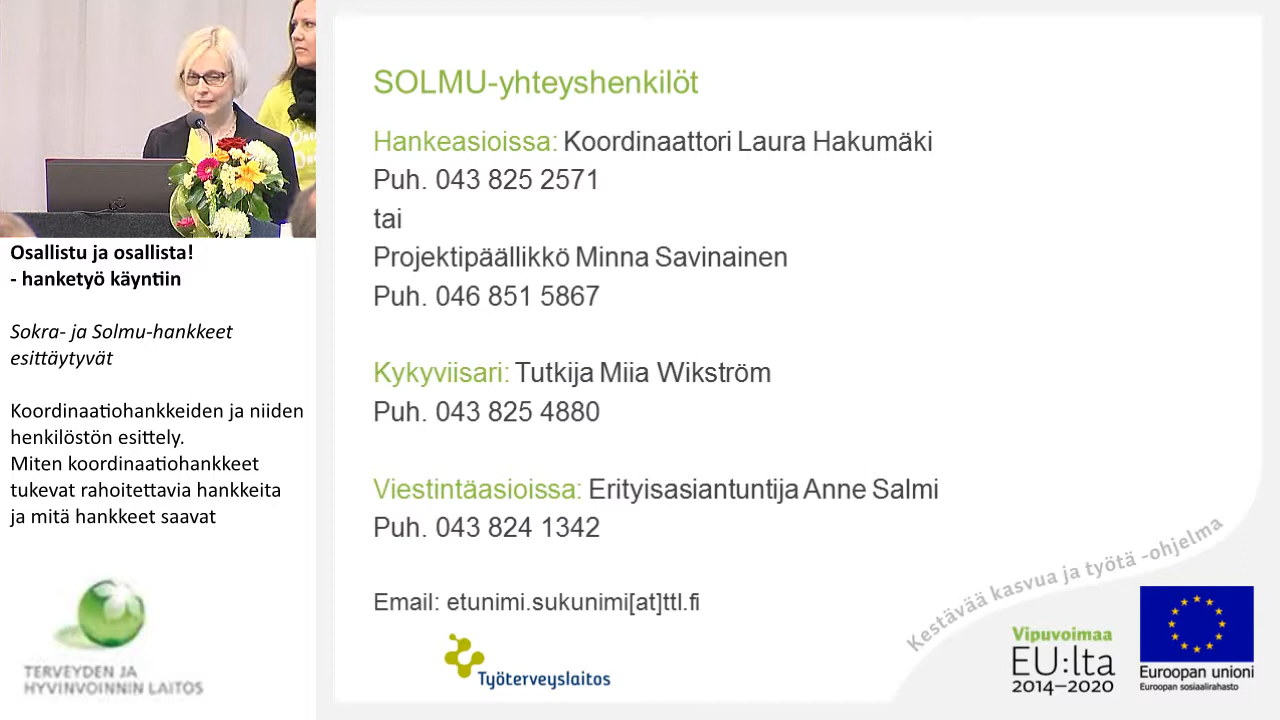 Osallistu ja osallista!
- hanketyö käyntiin
Sokra- ja Solmu-hankkeet
esittäytyvät
Koordinaatiohankkeiden ja niiden
henkilöstön esittely.
Miten koordinaatiohankkeet
tukevat rahoitettavia hankkeita
ja mitä hankkeet saavat
TERVEYDEN JA
HYVINVOINNIN LAITOS
SOLMU-yhteyshenkilöt
Hankeasioissa: Koordinaattori Laura Hakumäki
Puh. 043 825 2571
tai
Projektipäällikkö Minna Savinainen
Puh. 046 851 5867
Kykyviisari: Tutkija Miia Wikström
Puh. 043 825 4880
Viestintäasioissa: Erityisasiantuntija Anne Salmi
Puh. 043 824 1342
Email: etunimi.sukunimi[at]ttl.fi
Työterveyslaitos
Kestävää kasvua ja työtä -ohjelma
Vipuvoimaa
EU:lta
2014–2020
Euroopan unioni
Euroopan sosiaalirahasto